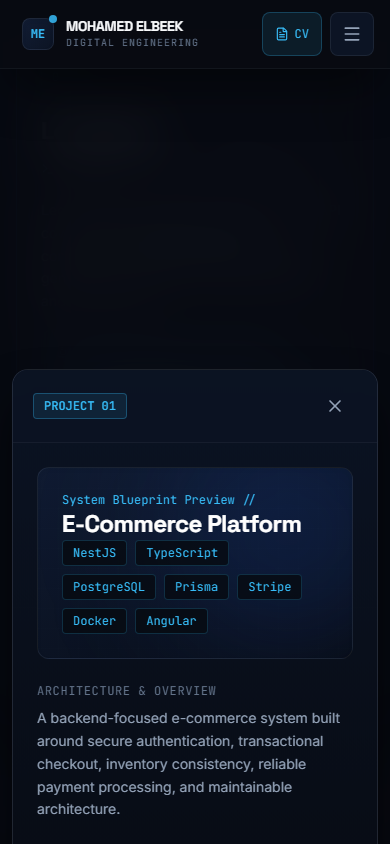 ME
MOHAMED ELBEEK
DIGITAL ENGINEERING
CV
PROJECT 01
System Blueprint Preview //
E-Commerce Platform
NestJS TypeScript
PostgreSQL Prisma Stripe
Docker Angular
ARCHITECTURE & OVERVIEW
A backend-focused e-commerce system built
around secure authentication, transactional
checkout, inventory consistency, reliable
payment processing, and maintainable
architecture.